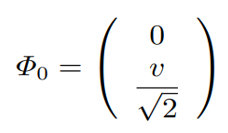 Φ₀ = ( 0
v
√2 )